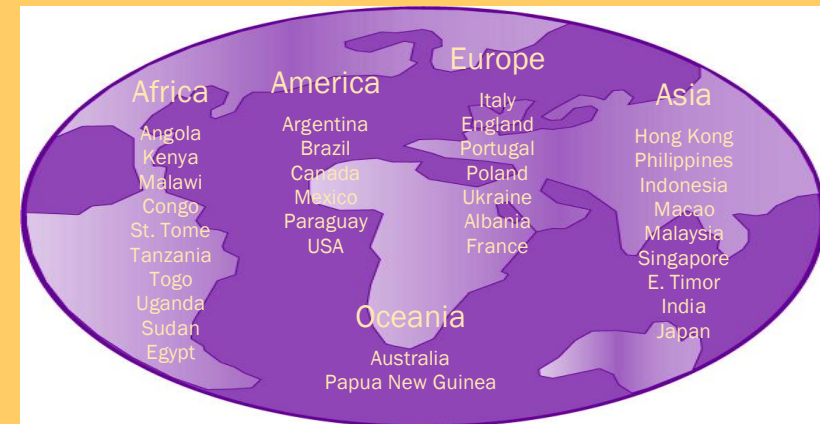 Africa
Angola
Kenya
Malawi
Congo
St. Tome
Tanzania
Togo
Uganda
Sudan
Egypt
America
Argentina
Brazil
Canada
Mexico
Paraguay
USA
Europe
Italy
England
Portugal
Poland
Ukraine
Albania
France
Asia
Hong Kong
Philippines
Indonesia
Macao
Malaysia
Singapore
E. Timor
India
Japan
Oceania
Australia
Papua New Guinea